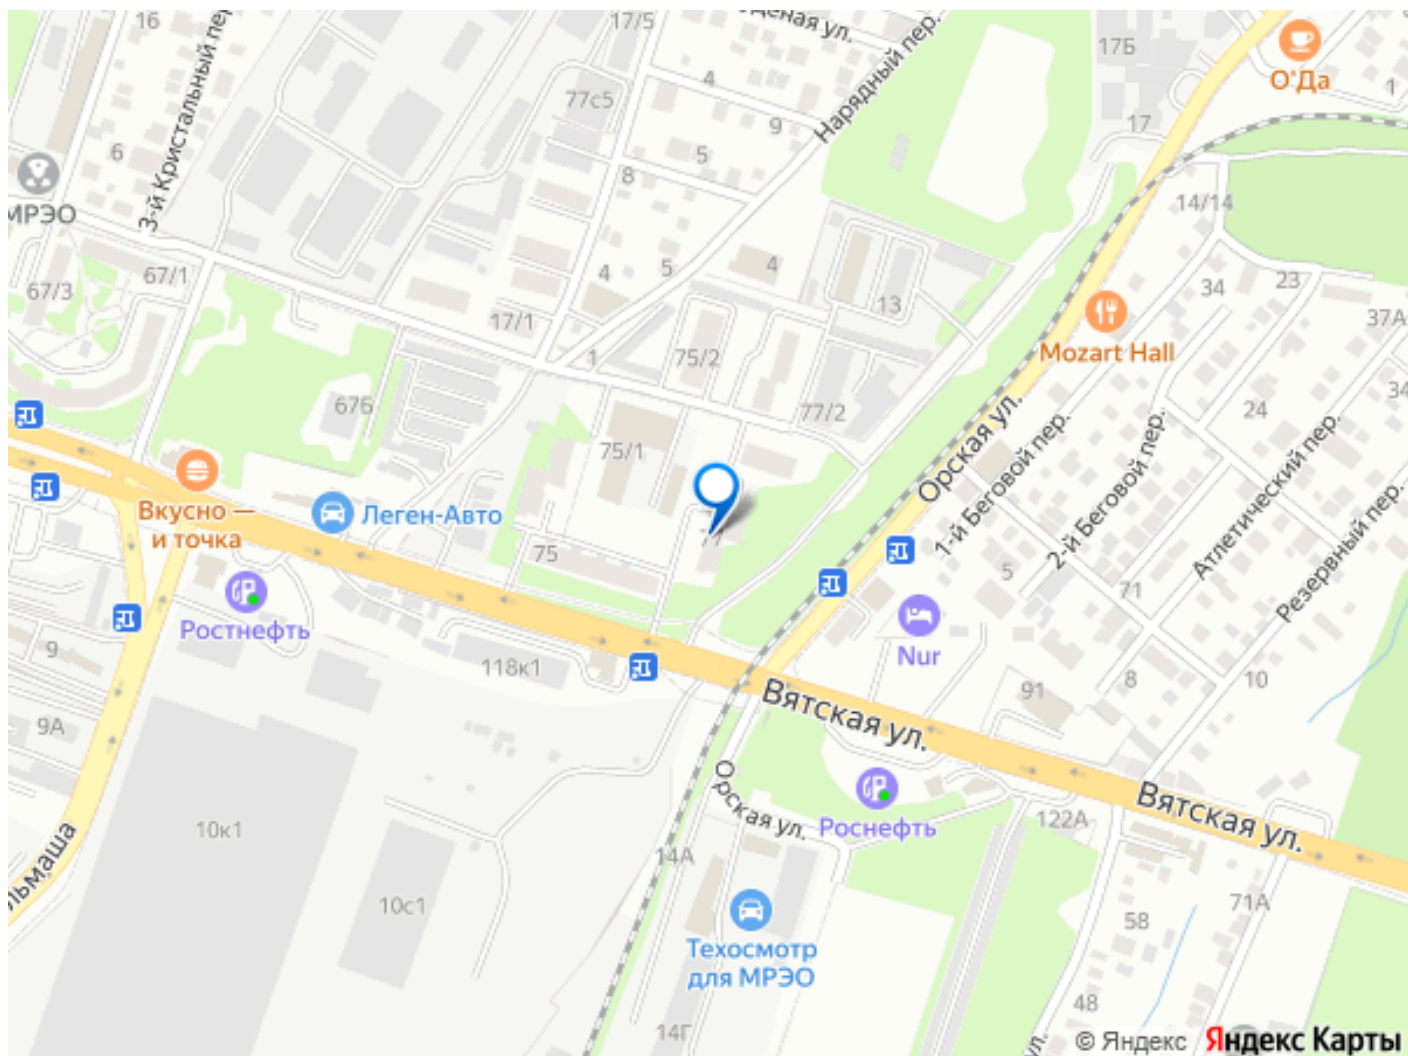 16
17/5
Нарядный пер.
17Б
О'Да
3-й Кристальный пе
4
77с5
9
1
17
6
5
8
МРЭО
14/14
67/1
67/3
4
5
4
13
34
23
17/1
37А
Mozart Hall
1
75/2
67Б
77/2
24
34
75/1
Орская ул.
1-й Беговой пер.
2-й Беговой пер.
Атлетический пер.
Резервный пер.
Вкусно —
и точка
Леген-Авто
75
5
71
Ростнефть
9
118к1
Nur
8
10
91
9А
Вятская ул.
Вятская ул.
Орская ул.
Роснефть
122А
10к1
14А
льмаша
10с1
71А
58
Техосмотр
для МРЭО
48
14Г
ул.
© Яндекс Яндекс Карты